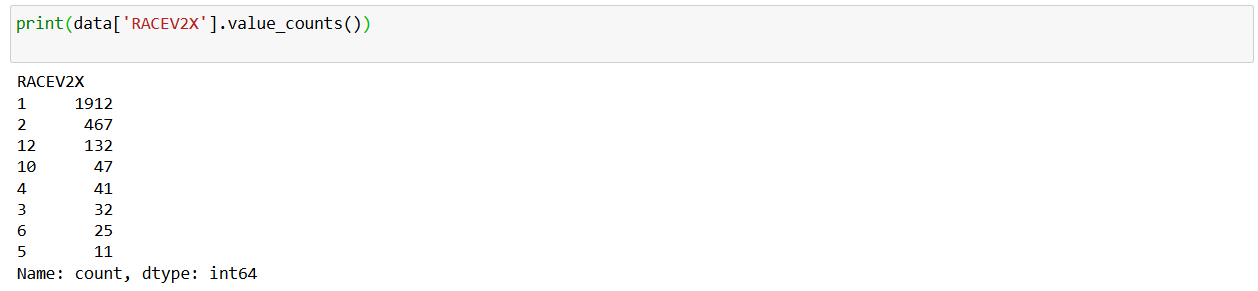 print(data['RACEV2X'].value_counts())
RACEV2X
1     1912
2      467
12     132
10      47
4       41
3       32
6       25
5       11
Name: count, dtype: int64